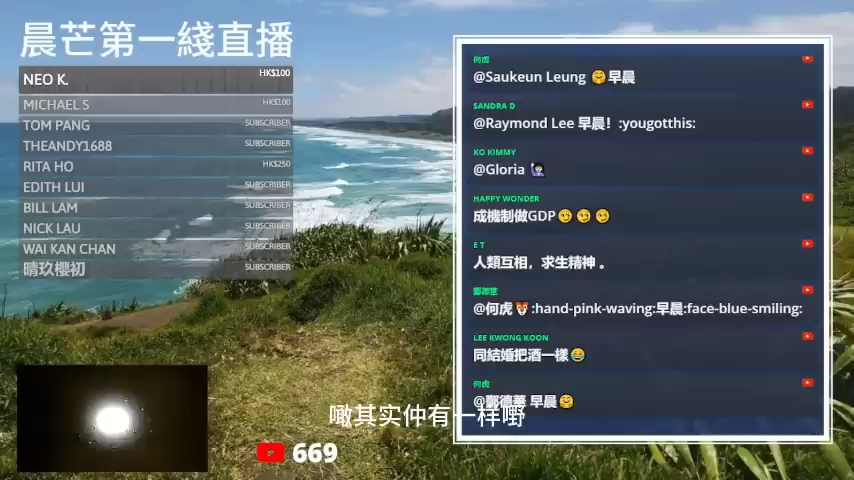 晨芒第一綫直播
NEO K. HK$100
MICHAEL S HK$100
TOM PANG SUBSCRIBER
THEANDY1688 SUBSCRIBER
RITA HO HK$250
EDITH LUI SUBSCRIBER
BILL LAM SUBSCRIBER
NICK LAU SUBSCRIBER
WAI KAN CHAN SUBSCRIBER
晴玖櫻初 SUBSCRIBER
何虎
@Saukeun Leung 🤗早晨
SANDRA D
@Raymond Lee 早晨！:yougotthis:
KO KIMMY
@Gloria 🙋🏻‍♀️
HAPPY WONDER
成機制做GDP😏😏😏
E T
人類互相，求生精神 。
鄭德華
@何虎🐯:hand-pink-waving:早晨:face-blue-smiling:
LEE KWONG KOON
同結婚把酒一樣😂
何虎
@鄭德華 早晨🤗
噉其实仲有一样嘢
669